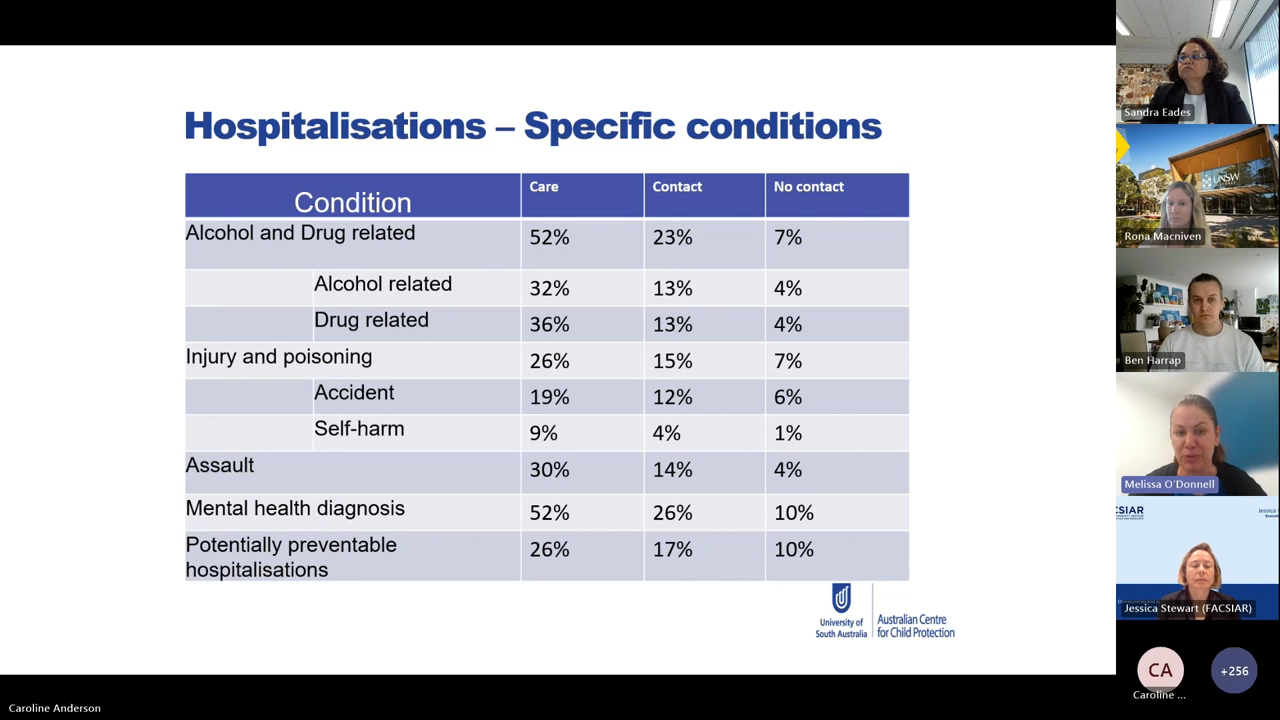 Hospitalisations – Specific conditions
Condition Care Contact No contact
Alcohol and Drug related 52% 23% 7%
Alcohol related 32% 13% 4%
Drug related 36% 13% 4%
Injury and poisoning 26% 15% 7%
Accident 19% 12% 6%
Self-harm 9% 4% 1%
Assault 30% 14% 4%
Mental health diagnosis 52% 26% 10%
Potentially preventable
hospitalisations 26% 17% 10%
University of
South Australia
Australian Centre
for Child Protection
Caroline Anderson
Sandra Eades
UNSW
Rona Macniven
Ben Harrap
Melissa O'Donnell
CSIAR
Jessica Stewart (FACSIAR)
CA
Caroline ...
+256